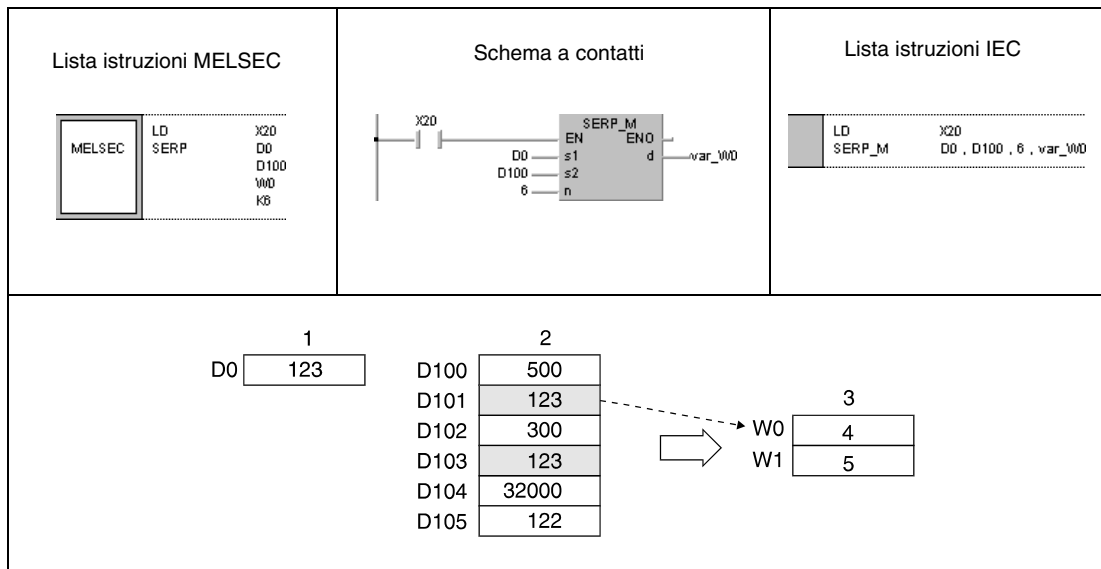 Lista istruzioni MELSEC
MELSEC
LD X20
SERP D0
D100
W0
K6
Schema a contatti
X20
SERP_M
EN ENO
D0 s1 d var_W0
D100 s2
6 n
Lista istruzioni IEC
LD X20
SERP_M D0 , D100 , 6 , var_W0
1
D0 123
2
D100 500
D101 123
D102 300
D103 123
D104 32000
D105 122
3
W0 4
W1 5